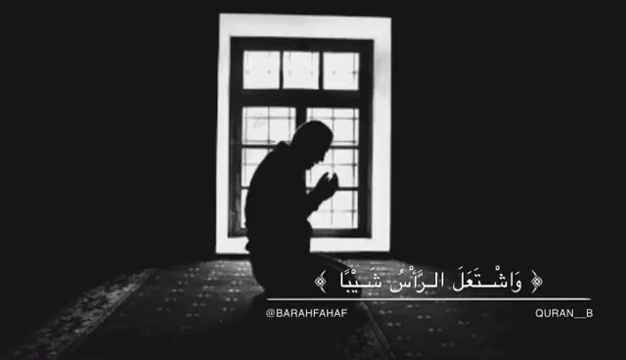 ﴿ وَاشْتَعَلَ الرَّأْسُ شَيْبًا ﴾
@BARAHFAHAF QURAN__B